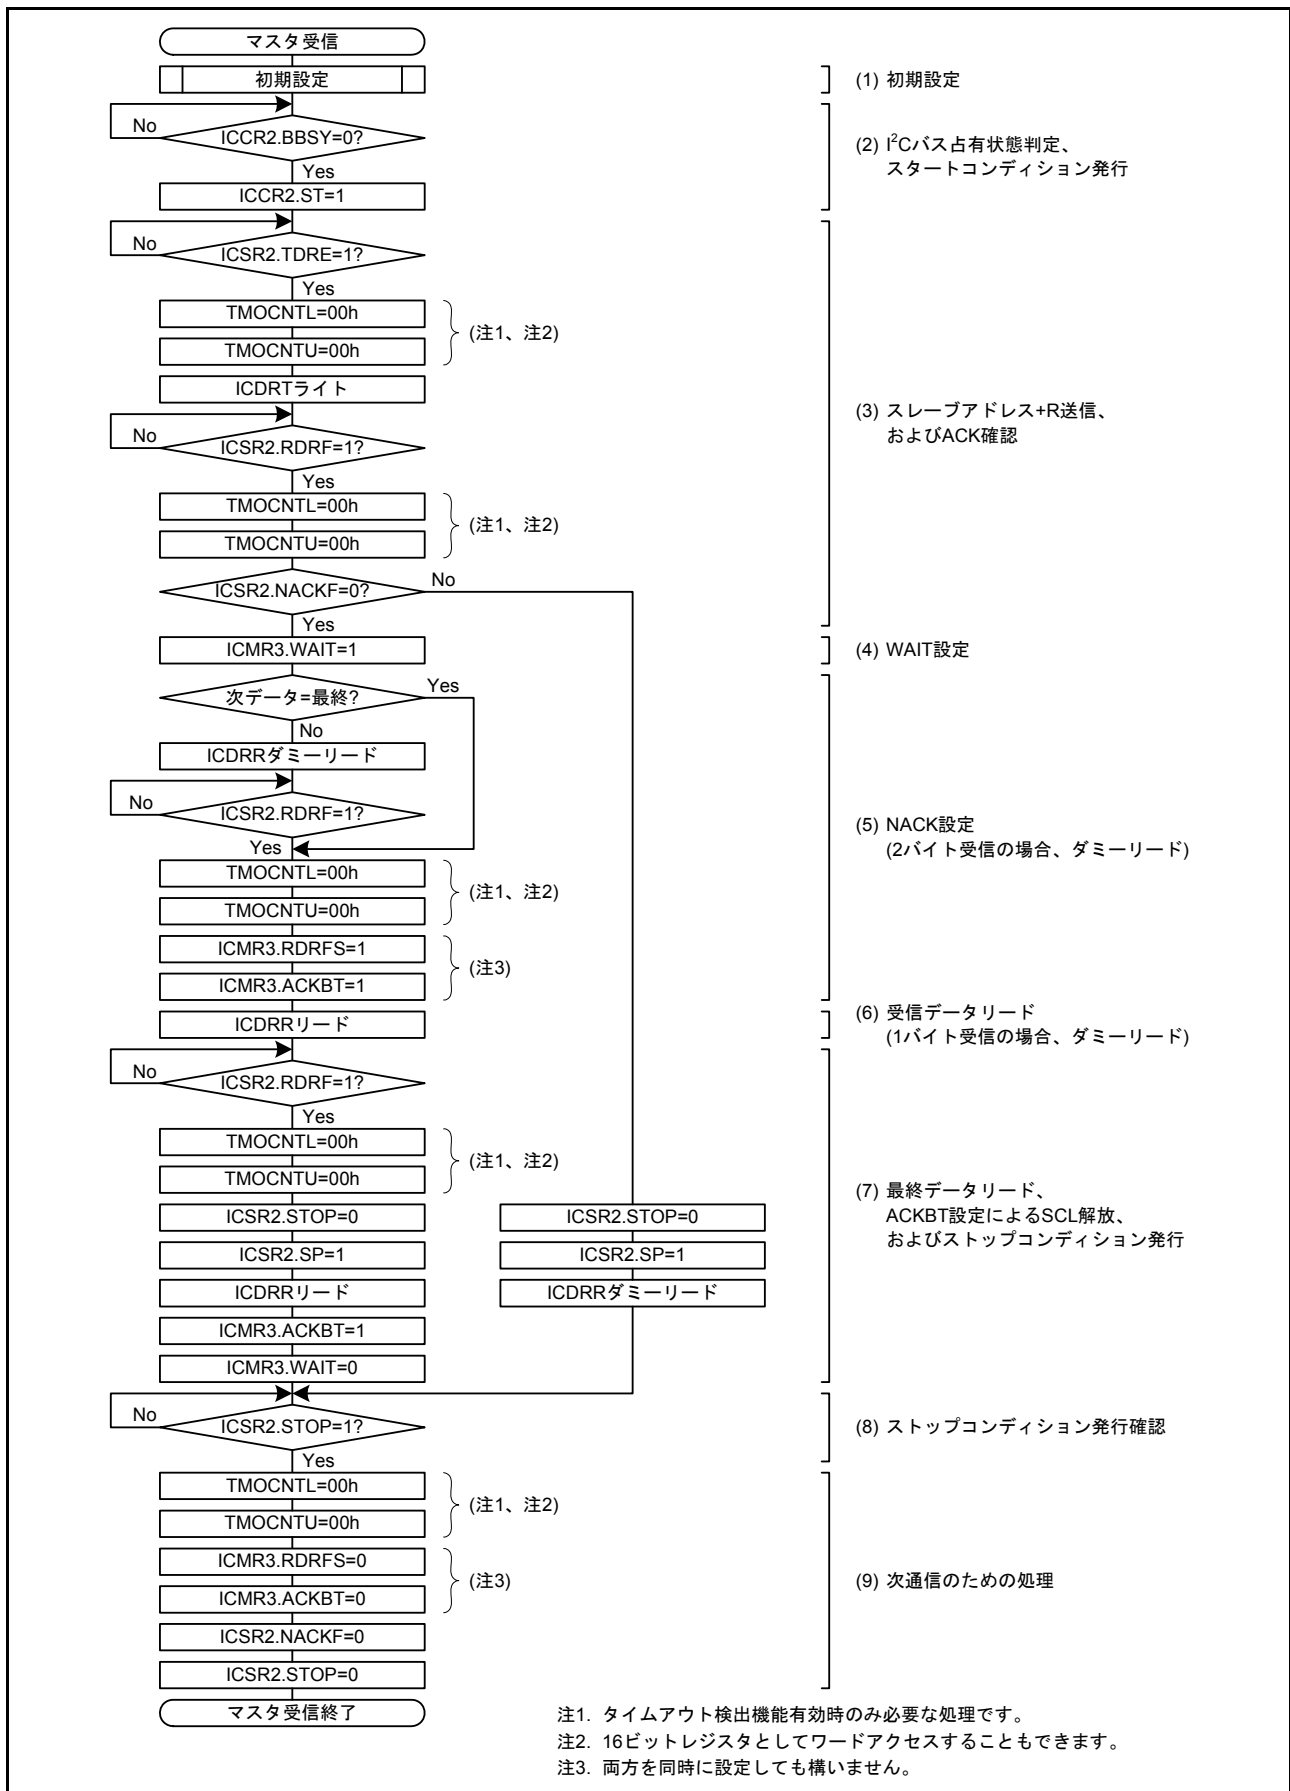 マスタ受信
初期設定
(1) 初期設定
No
ICCR2.BBSY=0?
Yes
ICCR2.ST=1
(2) I²Cバス占有状態判定、
スタートコンディション発行
No
ICSR2.TDRE=1?
Yes
TMOCNTL=00h
TMOCNTU=00h
(注1、注2)
ICDRTライト
No
ICSR2.RDRF=1?
Yes
TMOCNTL=00h
TMOCNTU=00h
(注1、注2)
ICSR2.NACKF=0?
No
Yes
(3) スレーブアドレス+R送信、
およびACK確認
ICMR3.WAIT=1
(4) WAIT設定
次データ=最終?
Yes
No
ICDRRダミーリード
No
ICSR2.RDRF=1?
Yes
TMOCNTL=00h
TMOCNTU=00h
(注1、注2)
ICMR3.RDRFS=1
ICMR3.ACKBT=1
(注3)
(5) NACK設定
(2バイト受信の場合、ダミーリード)
ICDRRリード
(6) 受信データリード
(1バイト受信の場合、ダミーリード)
No
ICSR2.RDRF=1?
Yes
TMOCNTL=00h
TMOCNTU=00h
(注1、注2)
ICSR2.STOP=0
ICSR2.SP=1
ICDRRリード
ICMR3.ACKBT=1
ICMR3.WAIT=0
ICSR2.STOP=0
ICSR2.SP=1
ICDRRダミーリード
(7) 最終データリード、
ACKBT設定によるSCL解放、
およびストップコンディション発行
No
ICSR2.STOP=1?
Yes
(8) ストップコンディション発行確認
TMOCNTL=00h
TMOCNTU=00h
(注1、注2)
ICMR3.RDRFS=0
ICMR3.ACKBT=0
(注3)
ICSR2.NACKF=0
ICSR2.STOP=0
(9) 次通信のための処理
マスタ受信終了
注1. タイムアウト検出機能有効時のみ必要な処理です。
注2. 16ビットレジスタとしてワードアクセスすることもできます。
注3. 両方を同時に設定しても構いません。